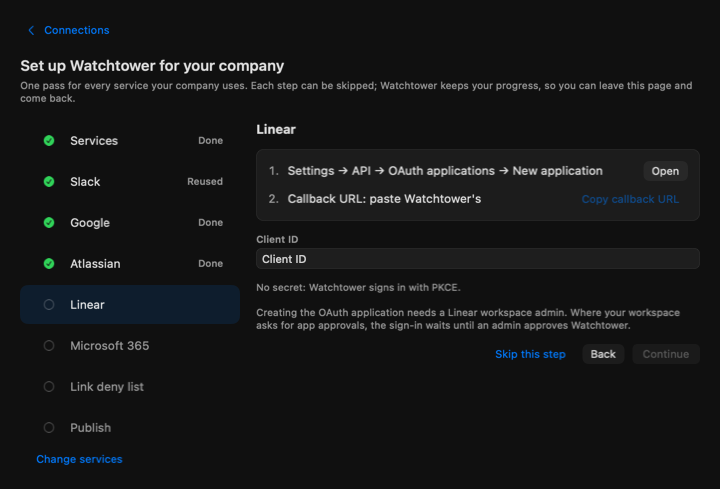 Connections
Set up Watchtower for your company
One pass for every service your company uses. Each step can be skipped; Watchtower keeps your progress, so you can leave this page and
come back.
Services Done
Slack Reused
Google Done
Atlassian Done
Linear
Microsoft 365
Link deny list
Publish
Change services
Linear
1. Settings → API → OAuth applications → New application Open
2. Callback URL: paste Watchtower's Copy callback URL
Client ID
Client ID
No secret: Watchtower signs in with PKCE.
Creating the OAuth application needs a Linear workspace admin. Where your workspace
asks for app approvals, the sign-in waits until an admin approves Watchtower.
Skip this step Back Continue